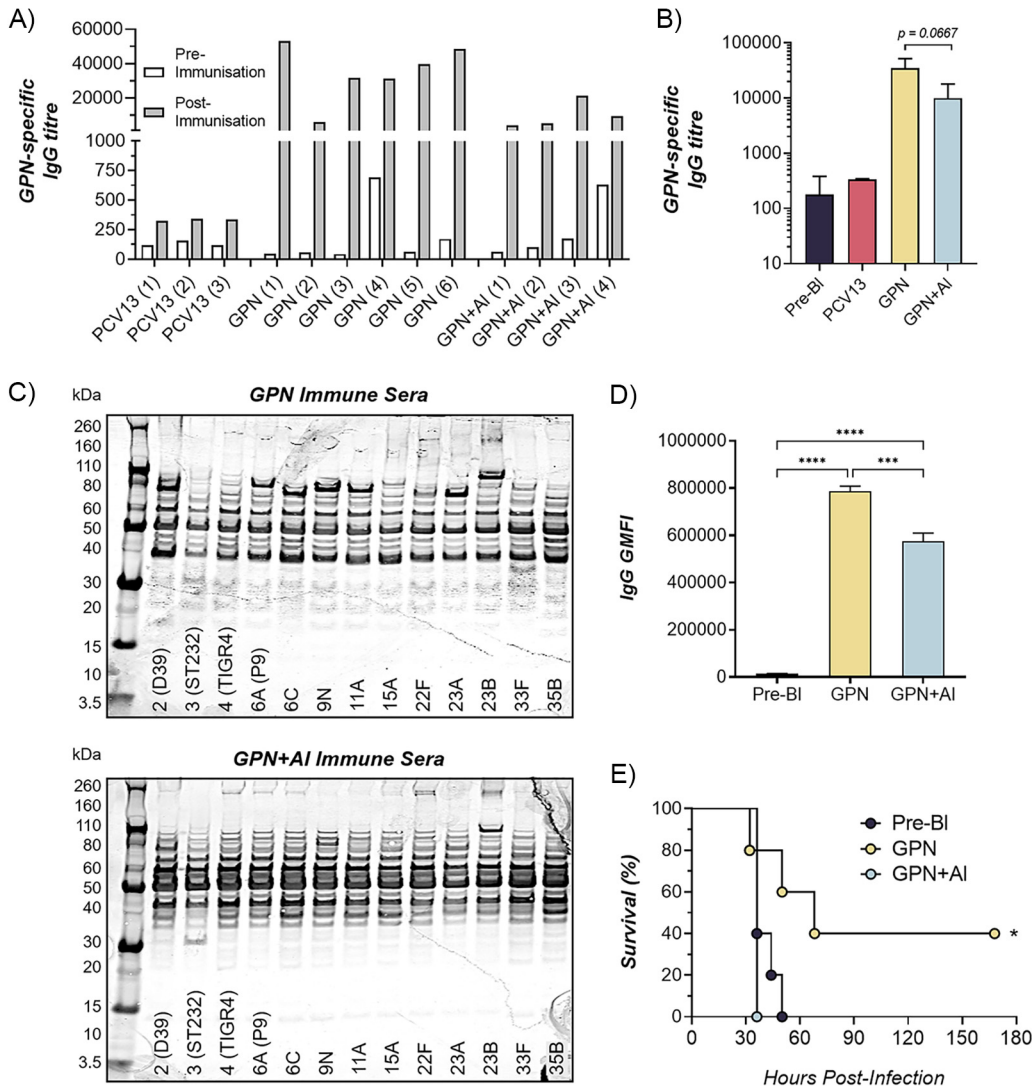 A)
60000
40000
20000
1000
750
500
250
0
GPN-specific
IgG titre
Pre-
Immunisation
Post-
Immunisation
PCV13 (1)
PCV13 (2)
PCV13 (3)
GPN (1)
GPN (2)
GPN (3)
GPN (4)
GPN (5)
GPN (6)
GPN+Al (1)
GPN+Al (2)
GPN+Al (3)
GPN+Al (4)
B)
p = 0.0667
100000
10000
1000
100
10
GPN-specific
IgG titre
Pre-Bl
PCV13
GPN
GPN+Al
C)
GPN Immune Sera
kDa
260
160
110
80
60
50
40
30
20
15
10
3.5
2 (D39)
3 (ST232)
4 (TIGR4)
6A (P9)
6C
9N
11A
15A
22F
23A
23B
33F
35B
GPN+Al Immune Sera
kDa
260
160
110
80
60
50
40
30
20
15
10
3.5
2 (D39)
3 (ST232)
4 (TIGR4)
6A (P9)
6C
9N
11A
15A
22F
23A
23B
33F
35B
D)
1000000
800000
600000
400000
200000
0
IgG GMFI
****
****
***
Pre-Bl
GPN
GPN+Al
E)
100
80
60
40
20
0
Survival (%)
Pre-Bl
GPN
GPN+Al
*
0
30
60
90
120
150
180
Hours Post-Infection